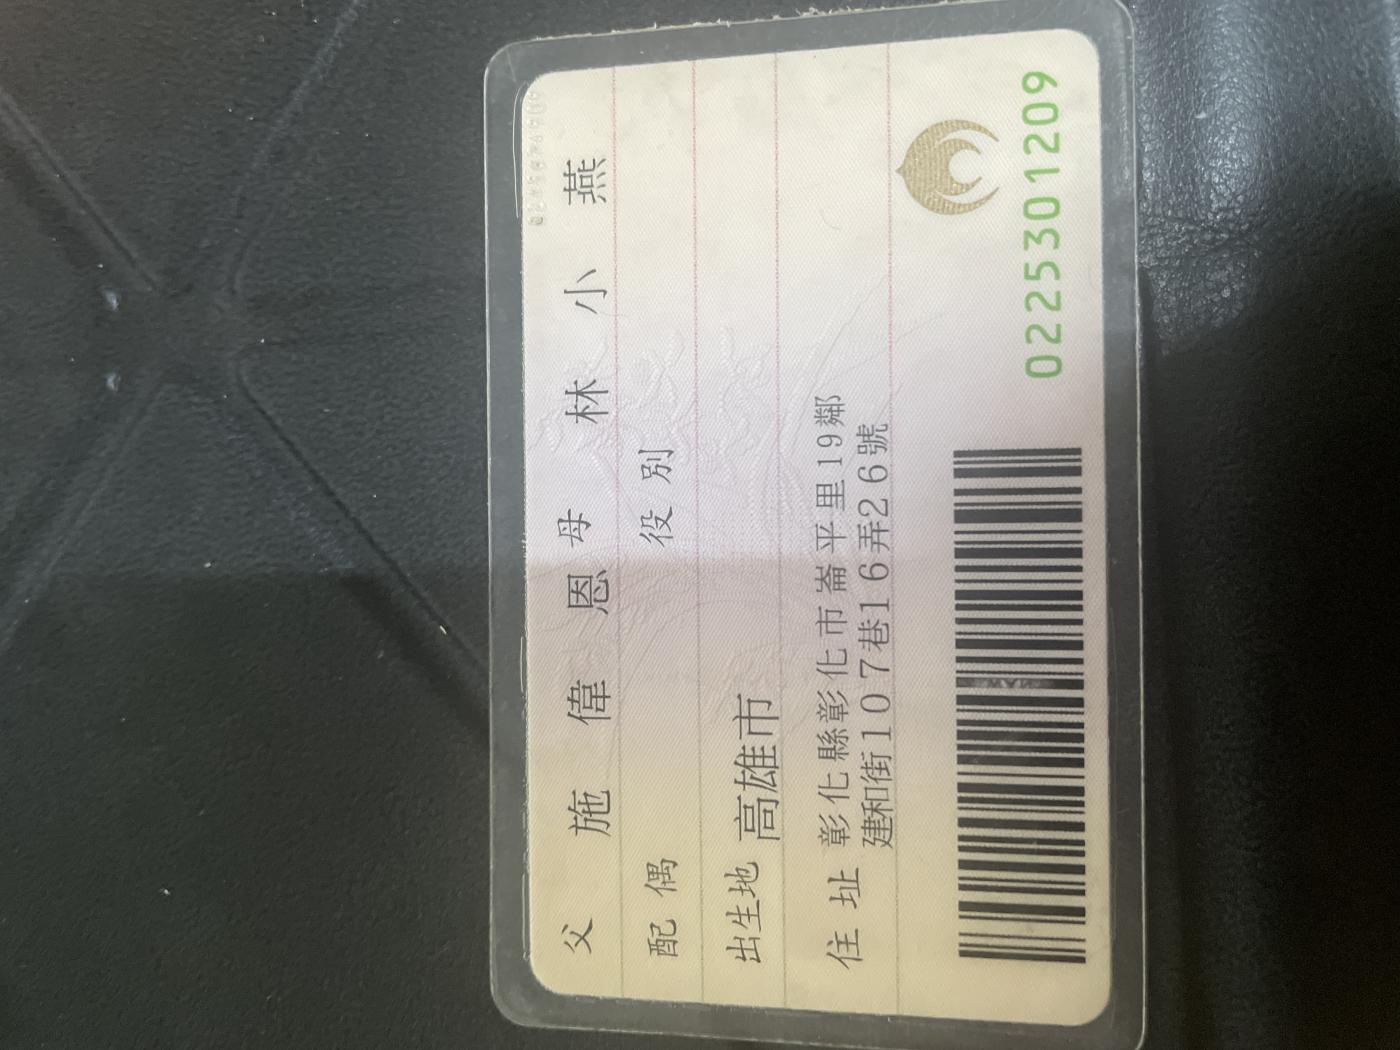 父 施偉恩 母 林小燕
配偶 役別
出生地 高雄市
住址 彰化縣彰化市崙平里19鄰
建和街107巷16弄26號
0225301209